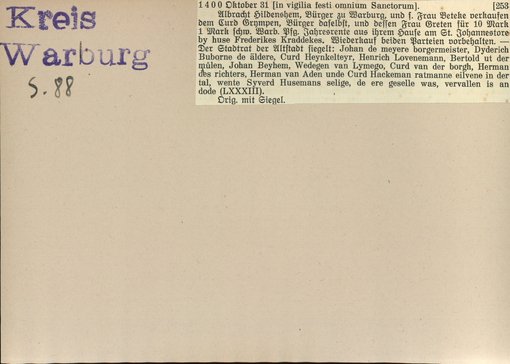 Kreis
Warburg
S. 88
1400 Oktober 31 [in vigilia festi omnium Sanctorum]. [253
Albracht Hildenshem, Bürger zu Warburg, und s. Frau Beteke verkaufen
dem Curd Grympen, Bürger daselbst, und dessen Frau Greten für 10 Mark
1 Mark schw. Warb. Pfg. Jahresrente aus ihrem Hause am St. Johannestore
by huse Frederikes Kraddekes. Wiederkauf beiden Parteien vorbehalten. —
Der Stadtrat der Altstadt siegelt: Johan de meyere borgermeister, Dyderich
Buborne de äldere, Curd Heynkelteyr, Henrich Lovenemann, Bertold ut der
mülen, Johan Beyhem, Wedegen van Lymego, Curd van der borgh, Herman
des richters, Herman van Aden unde Curd Hackeman ratmanne eilvene in der
tal, wente Syverd Husemans selige, de ere geselle was, vervallen is an
dode (LXXXIII).
Orig. mit Siegel.